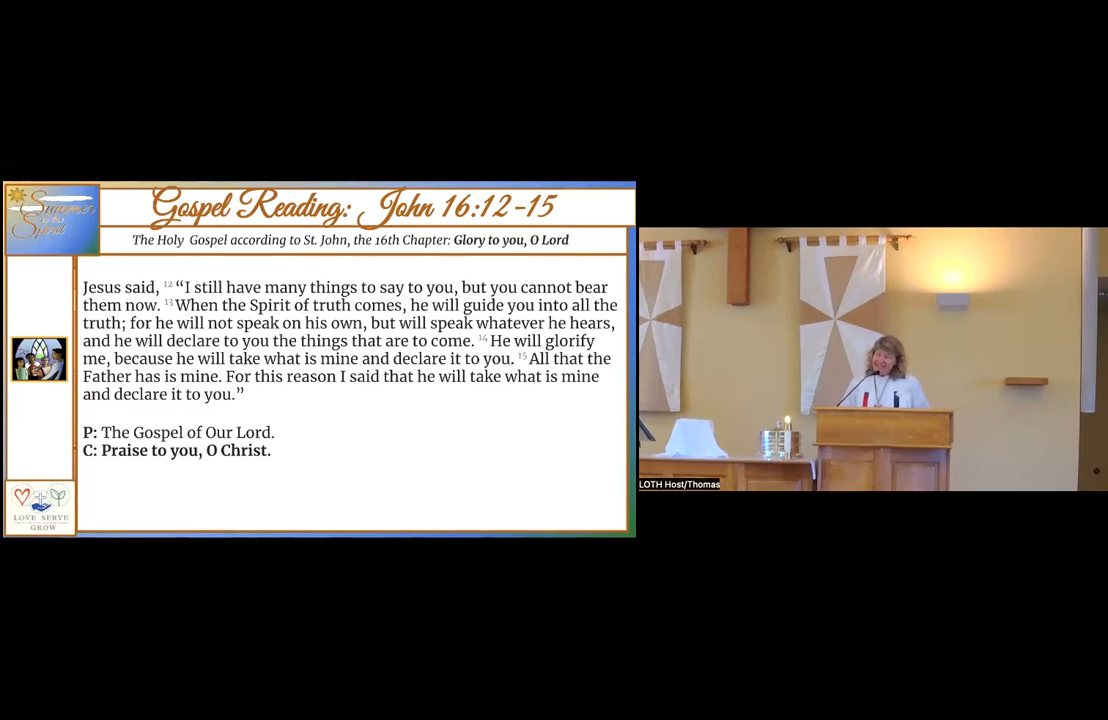 Summer
of the
Spirit
Gospel Reading: John 16:12-15
The Holy Gospel according to St. John, the 16th Chapter: Glory to you, O Lord
Jesus said, 12 “I still have many things to say to you, but you cannot bear
them now. 13 When the Spirit of truth comes, he will guide you into all the
truth; for he will not speak on his own, but will speak whatever he hears,
and he will declare to you the things that are to come. 14 He will glorify
me, because he will take what is mine and declare it to you. 15 All that the
Father has is mine. For this reason I said that he will take what is mine
and declare it to you.”
P: The Gospel of Our Lord.
C: Praise to you, O Christ.
LOVE SERVE
GROW
LOTH Host/Thomas